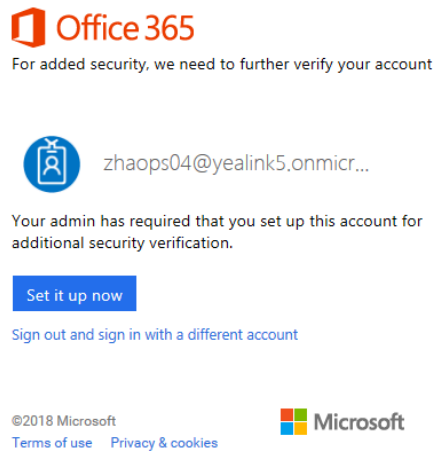 Office 365
For added security, we need to further verify your account
zhaops04@yealink5.onmicr...
Your admin has required that you set up this account for
additional security verification.
Set it up now
Sign out and sign in with a different account
©2018 Microsoft
Microsoft
Terms of use Privacy & cookies